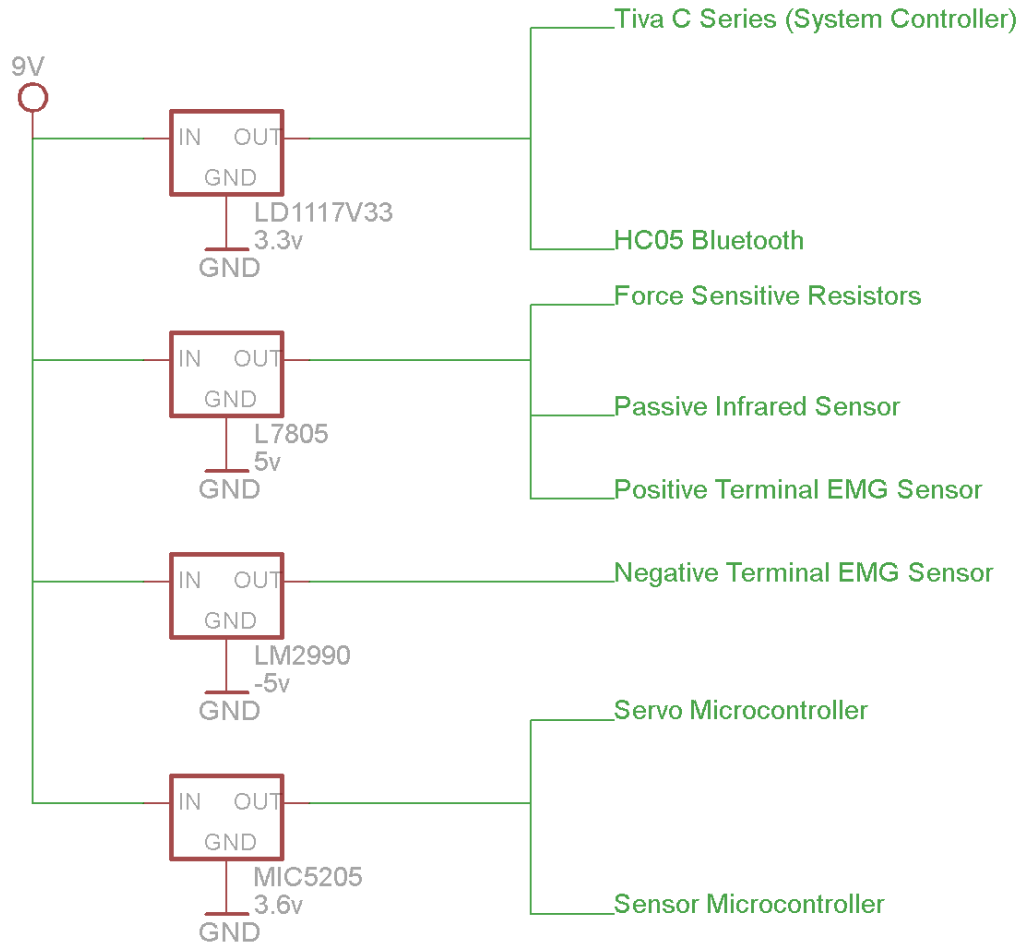 Tiva C Series (System Controller)
9V
IN OUT
GND
LD1117V33
3.3v
GND
HC05 Bluetooth
Force Sensitive Resistors
IN OUT
GND
L7805
5v
GND
Passive Infrared Sensor
Positive Terminal EMG Sensor
IN OUT
GND
LM2990
-5v
GND
Negative Terminal EMG Sensor
Servo Microcontroller
IN OUT
GND
MIC5205
3.6v
GND
Sensor Microcontroller